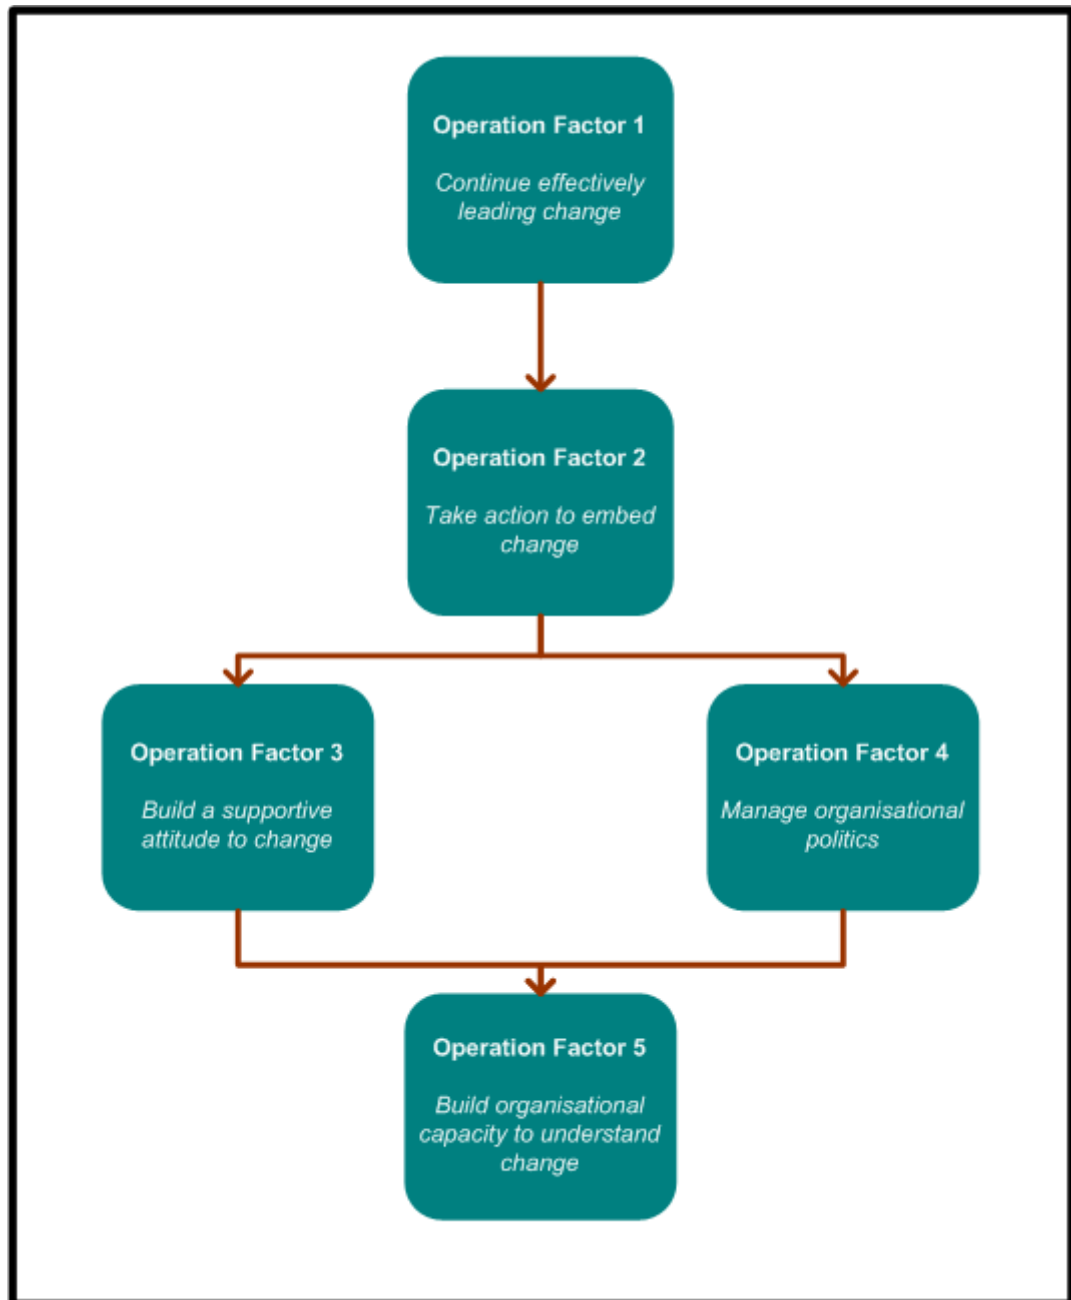 Operation Factor 1
Continue effectively
leading change
Operation Factor 2
Take action to embed
change
Operation Factor 3
Build a supportive
attitude to change
Operation Factor 4
Manage organisational
politics
Operation Factor 5
Build organisational
capacity to understand
change